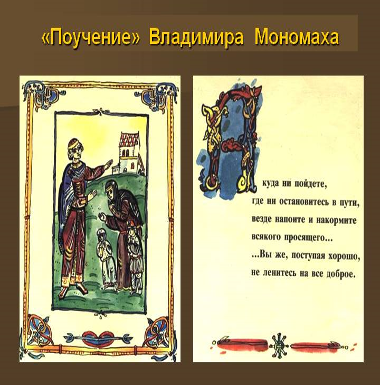 «Поучение» Владимира Мономаха
куда ни пойдете,
где ни остановитесь в пути,
везде напоите и накормите
всякого просящего...
...Вы же, поступая хорошо,
не ленитесь на все доброе.